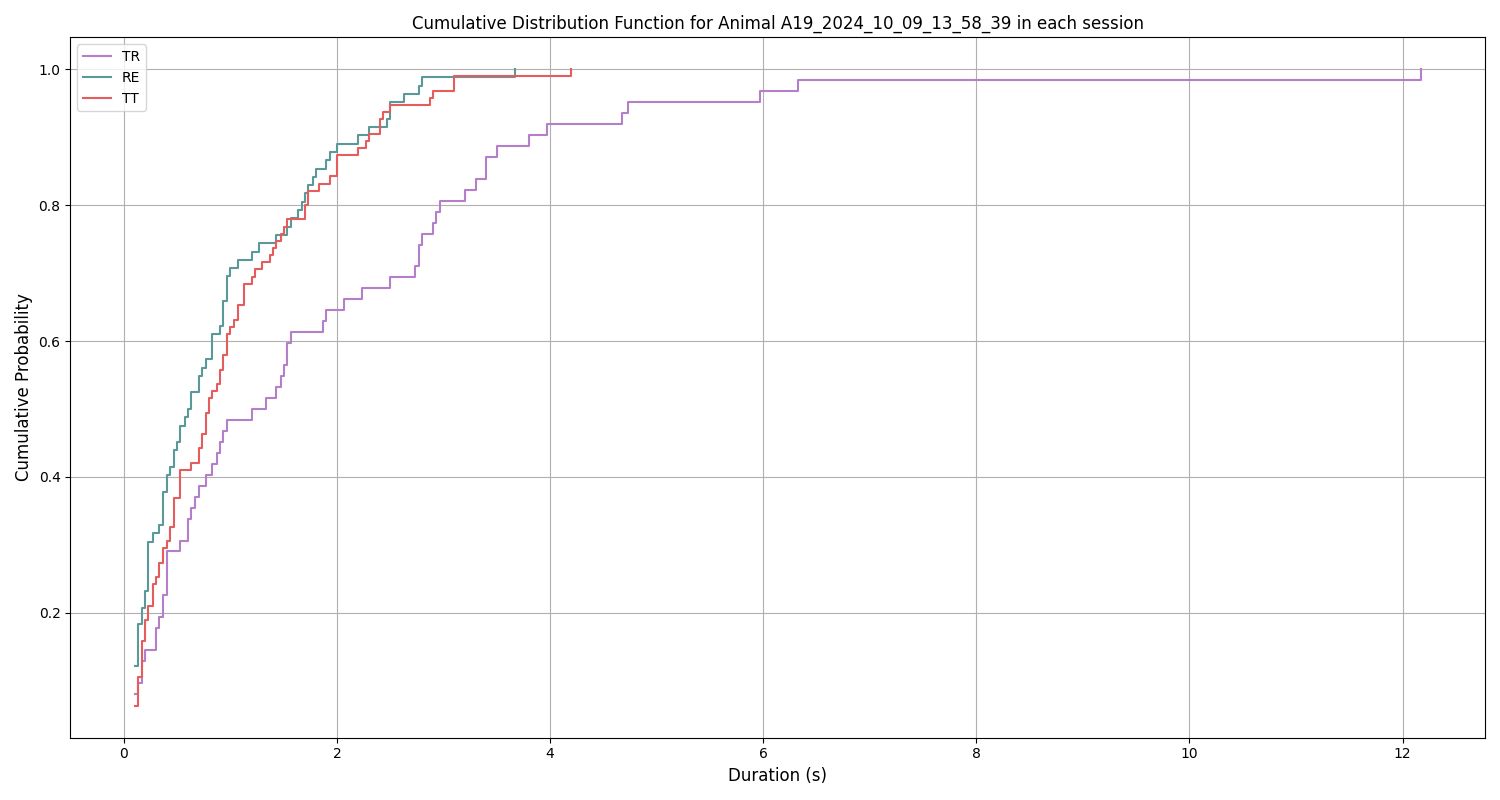 Cumulative Distribution Function for Animal A19_2024_10_09_13_58_39 in each session
TR
RE
TT
1.0
0.8
0.6
0.4
0.2
Cumulative Probability
0 2 4 6 8 10 12
Duration (s)